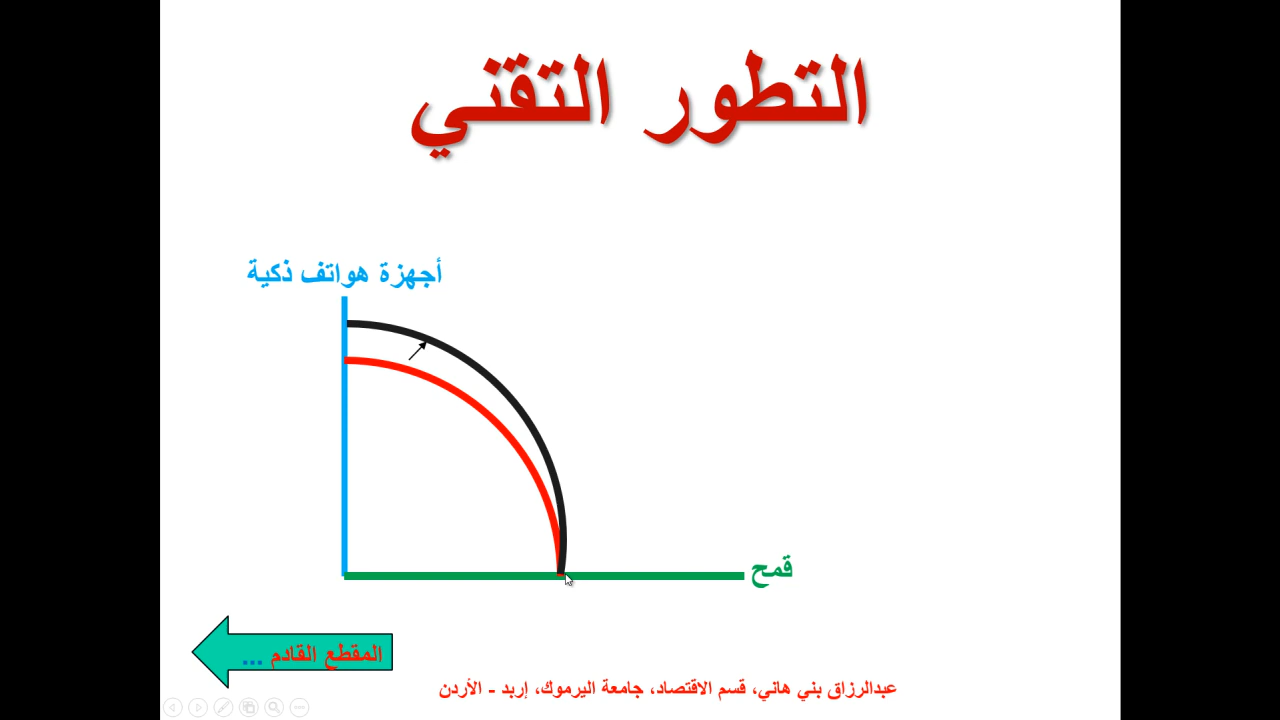 التطور التقني
أجهزة هواتف ذكية
قمح
المقطع القادم ...
عبدالرزاق بني هاني، قسم الاقتصاد، جامعة اليرموك، إربد - الأردن